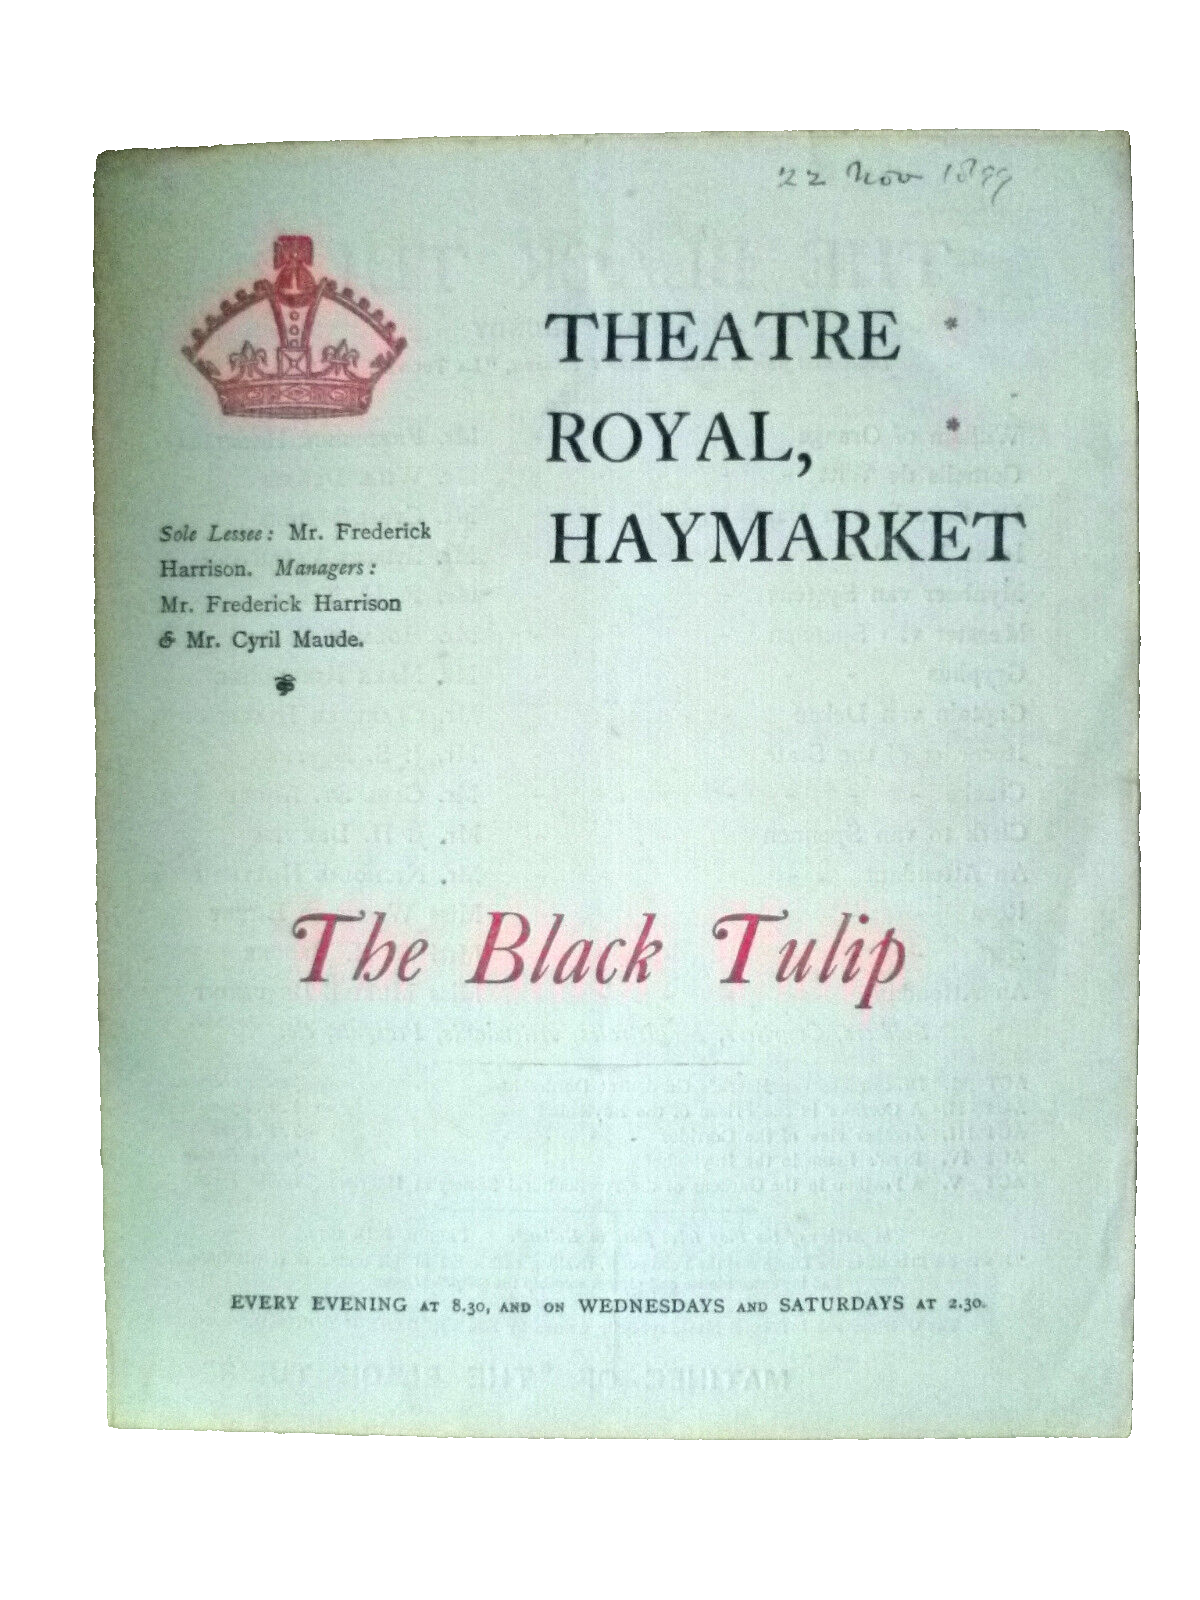 22 Nov 1899
THEATRE
ROYAL,
HAYMARKET
Sole Lessee: Mr. Frederick
Harrison. Managers:
Mr. Frederick Harrison
& Mr. Cyril Maude.
The Black Tulip
EVERY EVENING AT 8.30, AND ON WEDNESDAYS AND SATURDAYS AT 2.30.